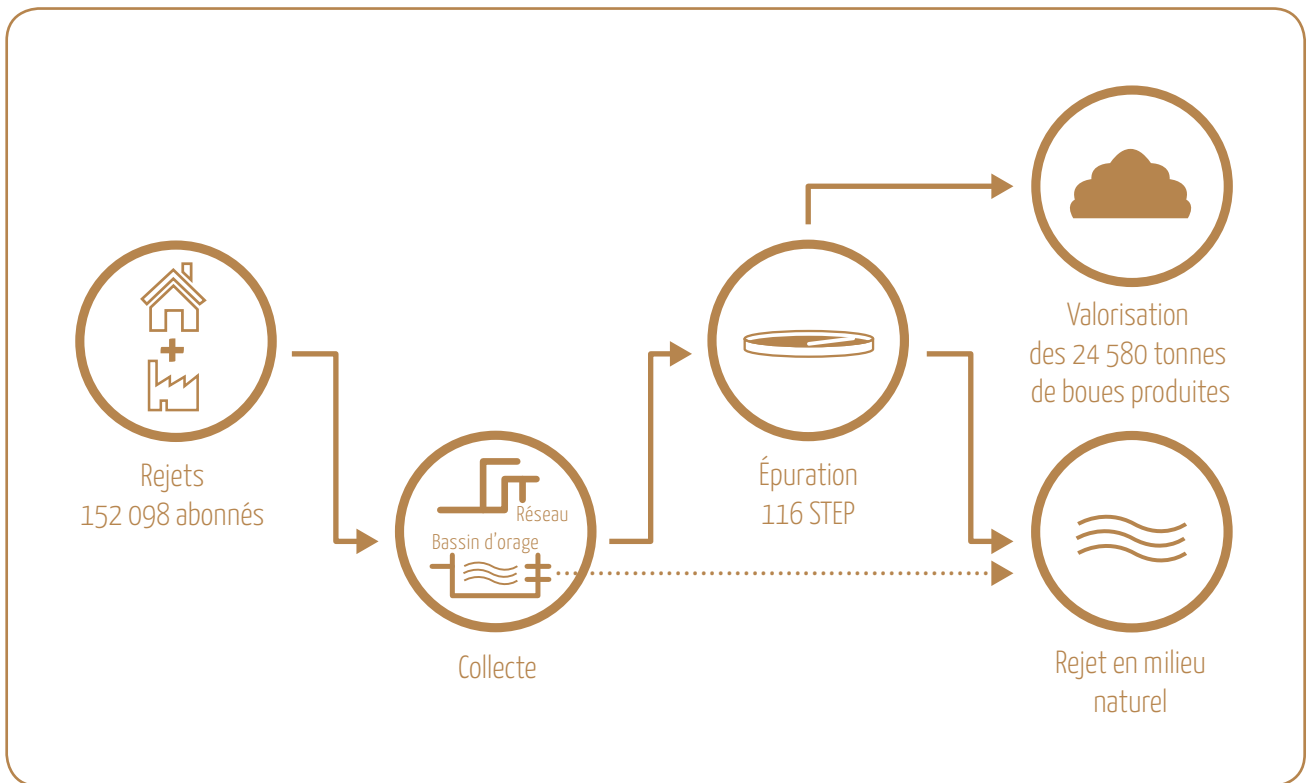 Rejets
152 098 abonnés
Réseau
Bassin d'orage
Collecte
Épuration
116 STEP
Valorisation
des 24 580 tonnes
de boues produites
Rejet en milieu
naturel